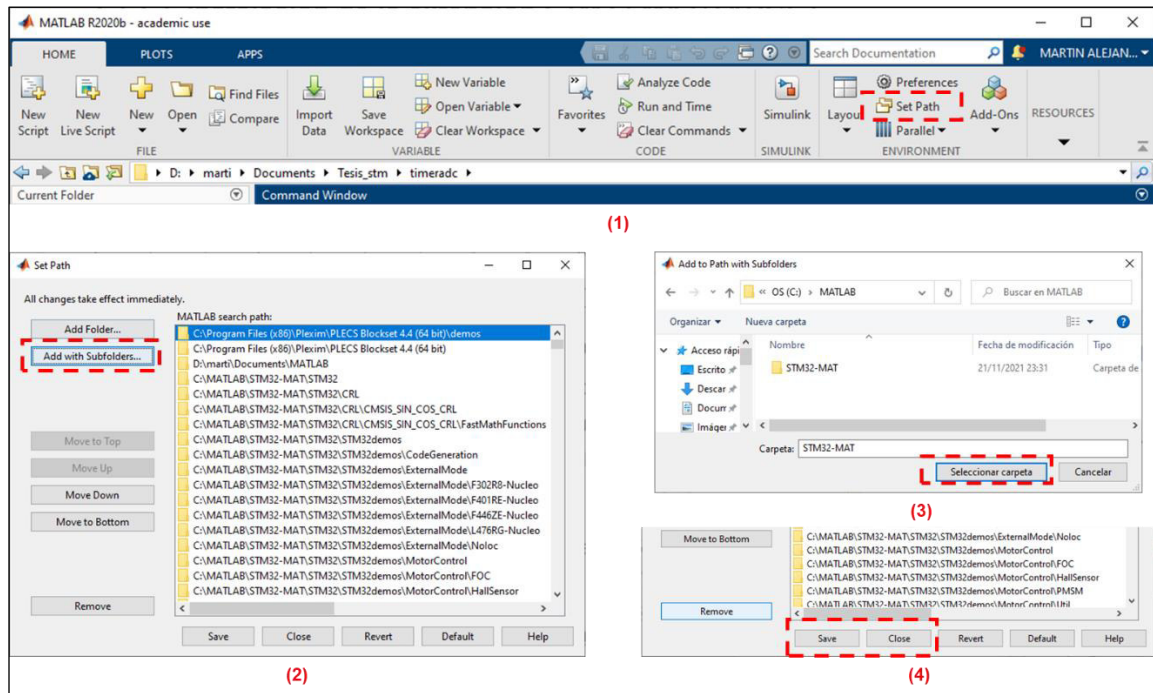 MATLAB R2020b - academic use
HOME PLOTS APPS Search Documentation MARTIN ALEJAN...
New Script New Live Script New Open Find Files Compare Import Data Save Workspace New Variable Open Variable Clear Workspace Favorites Analyze Code Run and Time Clear Commands Simulink Layout Preferences Set Path Parallel Add-Ons RESOURCES
FILE VARIABLE CODE SIMULINK ENVIRONMENT
D: marti Documents Tesis_stm timeradc
Current Folder Command Window
(1)
Set Path
All changes take effect immediately.
MATLAB search path:
Add Folder...
Add with Subfolders...
Move to Top
Move Up
Move Down
Move to Bottom
Remove
C:\Program Files (x86)\Plexim\PLECS Blockset 4.4 (64 bit)\demos
C:\Program Files (x86)\Plexim\PLECS Blockset 4.4 (64 bit)
D:\marti\Documents\MATLAB
C:\MATLAB\STM32-MAT\STM32
C:\MATLAB\STM32-MAT\STM32\CRL
C:\MATLAB\STM32-MAT\STM32\CRL\CMSIS_SIN_COS_CRL
C:\MATLAB\STM32-MAT\STM32\CRL\CMSIS_SIN_COS_CRL\FastMathFunctions
C:\MATLAB\STM32-MAT\STM32\STM32demos
C:\MATLAB\STM32-MAT\STM32\STM32demos\CodeGeneration
C:\MATLAB\STM32-MAT\STM32\STM32demos\ExternalMode
C:\MATLAB\STM32-MAT\STM32\STM32demos\ExternalMode\F302R8-Nucleo
C:\MATLAB\STM32-MAT\STM32\STM32demos\ExternalMode\F401RE-Nucleo
C:\MATLAB\STM32-MAT\STM32\STM32demos\ExternalMode\F446ZE-Nucleo
C:\MATLAB\STM32-MAT\STM32\STM32demos\ExternalMode\L476RG-Nucleo
C:\MATLAB\STM32-MAT\STM32\STM32demos\ExternalMode\Noloc
C:\MATLAB\STM32-MAT\STM32\STM32demos\MotorControl
C:\MATLAB\STM32-MAT\STM32\STM32demos\MotorControl\FOC
C:\MATLAB\STM32-MAT\STM32\STM32demos\MotorControl\HallSensor
Save Close Revert Default Help
(2)
Add to Path with Subfolders
« OS (C:) › MATLAB Buscar en MATLAB
Organizar Nueva carpeta
Nombre Fecha de modificación Tipo
Acceso rápi
Escrito
Descar
Docum
Imáger
STM32-MAT 21/11/2021 23:31 Carpeta de
Carpeta: STM32-MAT
Seleccionar carpeta Cancelar
(3)
Move to Bottom
Remove
C:\MATLAB\STM32-MAT\STM32\STM32demos\ExternalMode\Noloc
C:\MATLAB\STM32-MAT\STM32\STM32demos\MotorControl
C:\MATLAB\STM32-MAT\STM32\STM32demos\MotorControl\FOC
C:\MATLAB\STM32-MAT\STM32\STM32demos\MotorControl\HallSensor
C:\MATLAB\STM32-MAT\STM32\STM32demos\MotorControl\PMSM
C:\MATLAB\STM32-MAT\STM32\STM32demos\MotorControl\Util
Save Close Revert Default Help
(4)